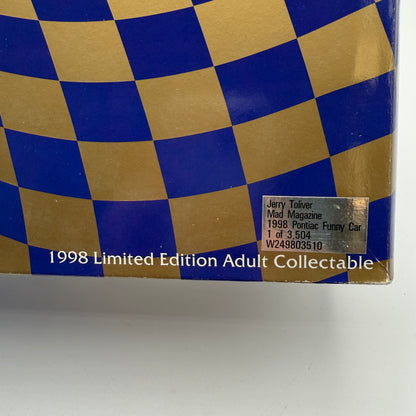 Jerry Toliver
Mad Magazine
1998 Pontiac Funny Car
1 of 3,504
W249803510
1998 Limited Edition Adult Collectable